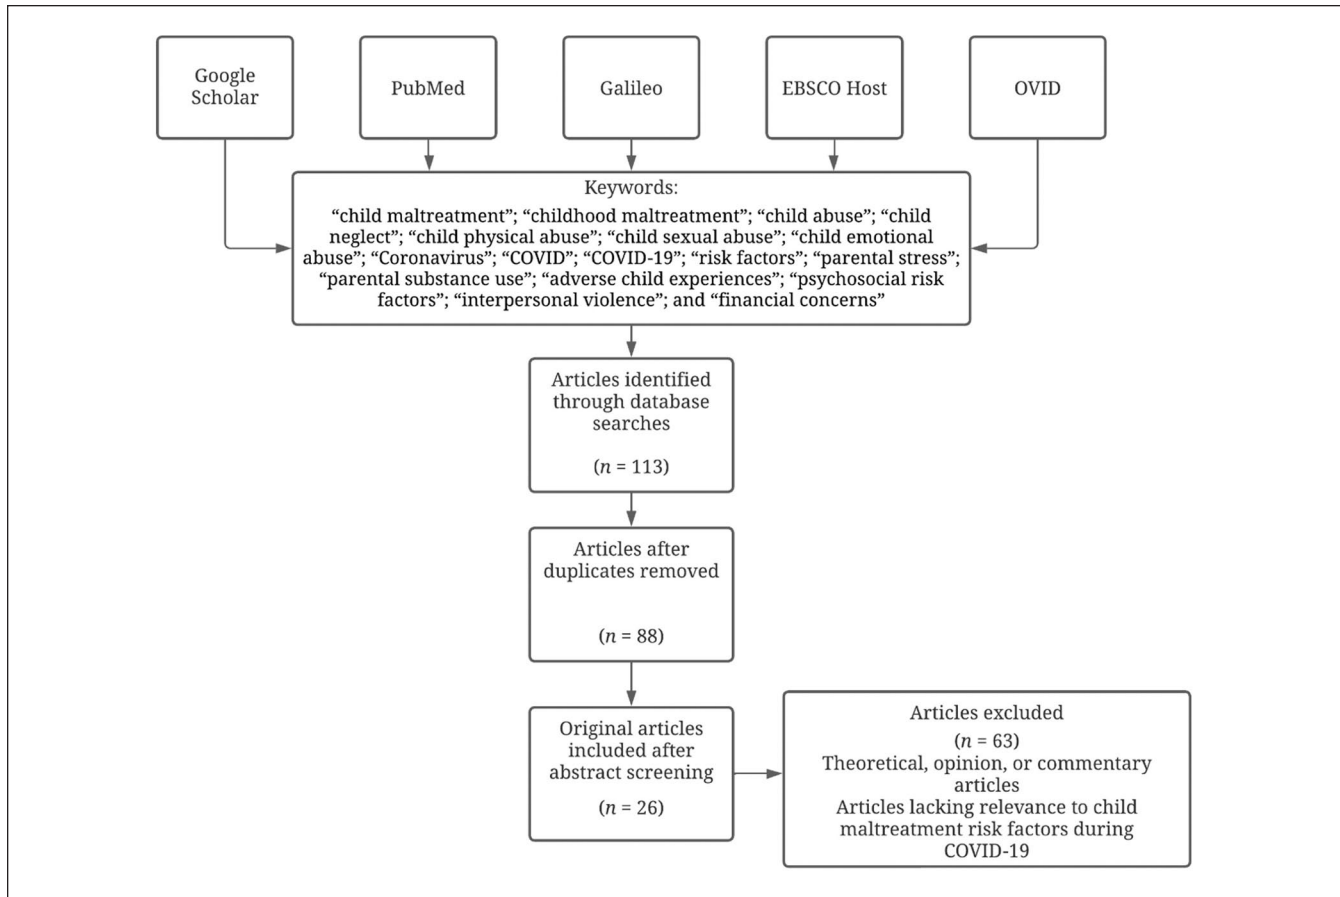 Google
Scholar
PubMed
Galileo
EBSCO Host
OVID
Keywords:
“child maltreatment”; “childhood maltreatment”; “child abuse”; “child
neglect”; “child physical abuse”; “child sexual abuse”; “child emotional
abuse”; “Coronavirus”; “COVID”; “COVID-19”; “risk factors”; “parental stress”;
“parental substance use”; “adverse child experiences”; “psychosocial risk
factors”; “interpersonal violence”; and “financial concerns”
Articles identified
through database
searches
(n = 113)
Articles after
duplicates removed
(n = 88)
Original articles
included after
abstract screening
(n = 26)
Articles excluded
(n = 63)
Theoretical, opinion, or commentary
articles
Articles lacking relevance to child
maltreatment risk factors during
COVID-19